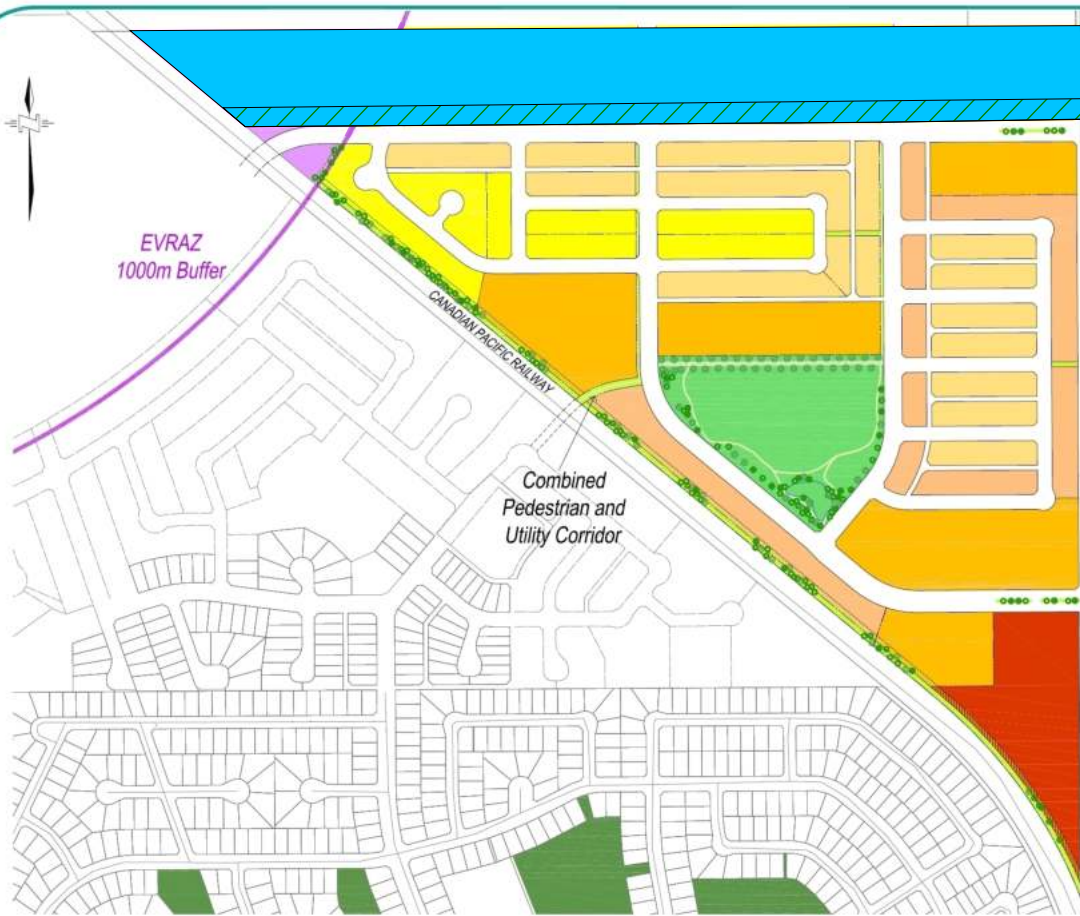 EVRAZ
1000m Buffer
CANADIAN PACIFIC RAILWAY
Combined
Pedestrian and
Utility Corridor